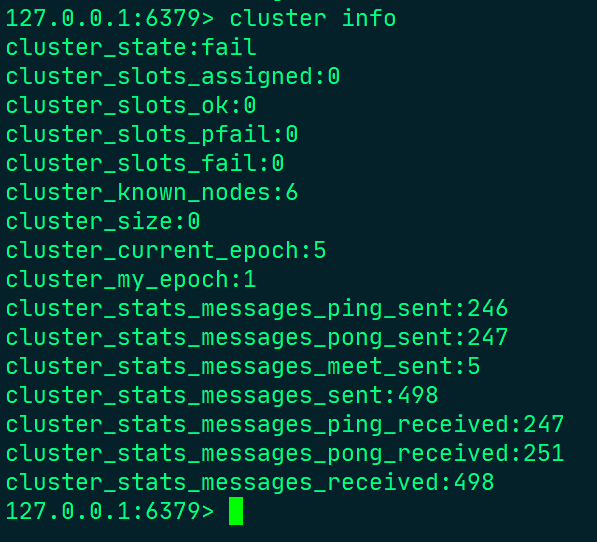 127.0.0.1:6379> cluster info
cluster_state:fail
cluster_slots_assigned:0
cluster_slots_ok:0
cluster_slots_pfail:0
cluster_slots_fail:0
cluster_known_nodes:6
cluster_size:0
cluster_current_epoch:5
cluster_my_epoch:1
cluster_stats_messages_ping_sent:246
cluster_stats_messages_pong_sent:247
cluster_stats_messages_meet_sent:5
cluster_stats_messages_sent:498
cluster_stats_messages_ping_received:247
cluster_stats_messages_pong_received:251
cluster_stats_messages_received:498
127.0.0.1:6379>